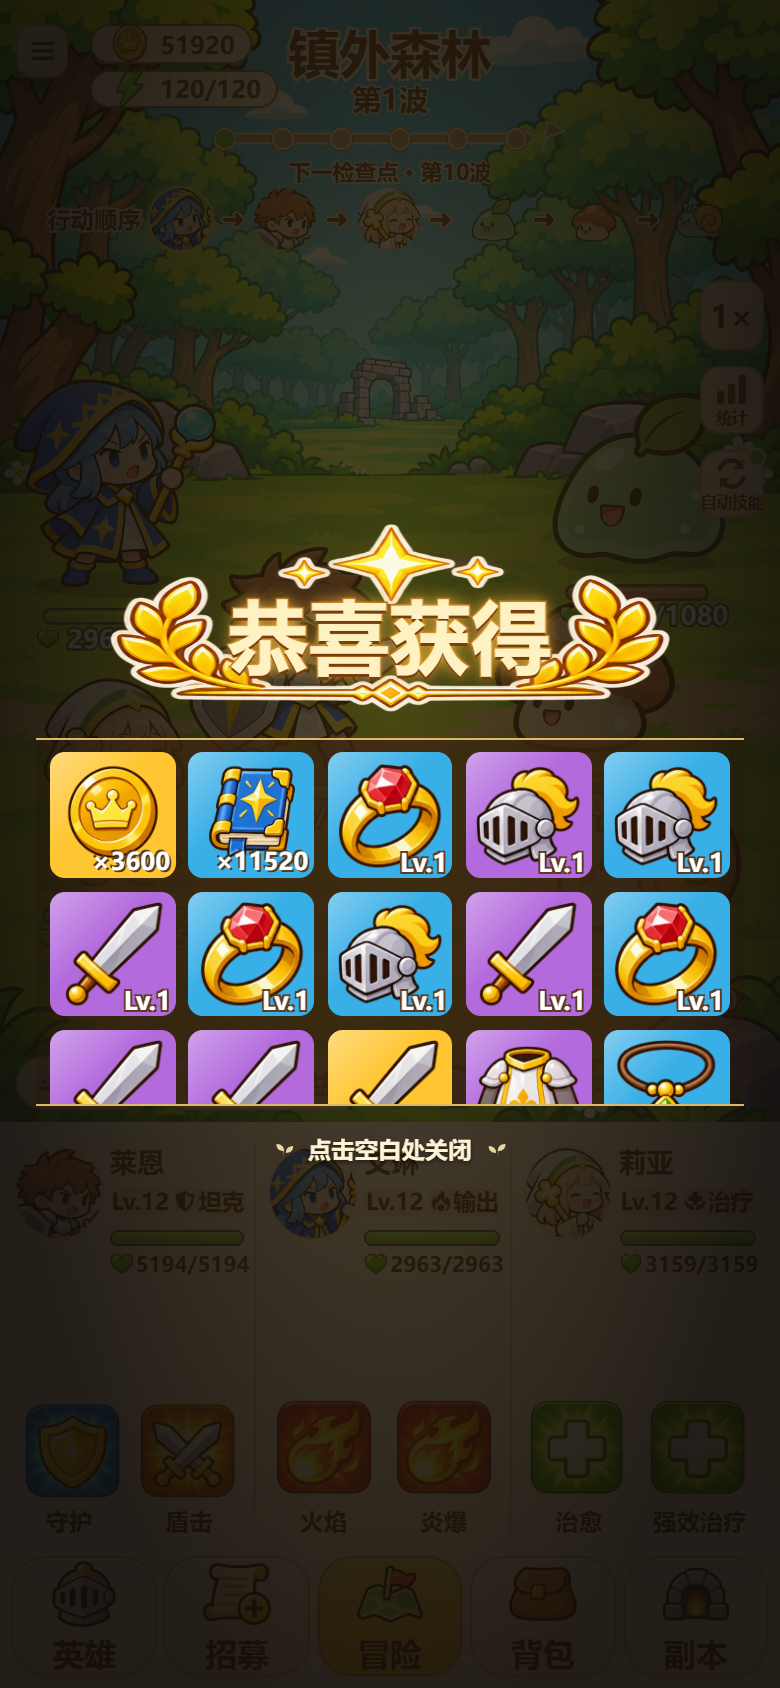 51920
120/120
镇外森林
第1波
下一检查点·第10波
行动顺序
1×
统计
自动技能
/1080
296
恭喜获得
×3600
×11520
Lv.1
Lv.1
Lv.1
Lv.1
Lv.1
Lv.1
Lv.1
Lv.1
点击空白处关闭
莱恩
艾琳
莉亚
Lv.12 坦克
Lv.12 输出
Lv.12 治疗
5194/5194
2963/2963
3159/3159
守护
盾击
火焰
炎爆
治愈
强效治疗
英雄
招募
冒险
背包
副本